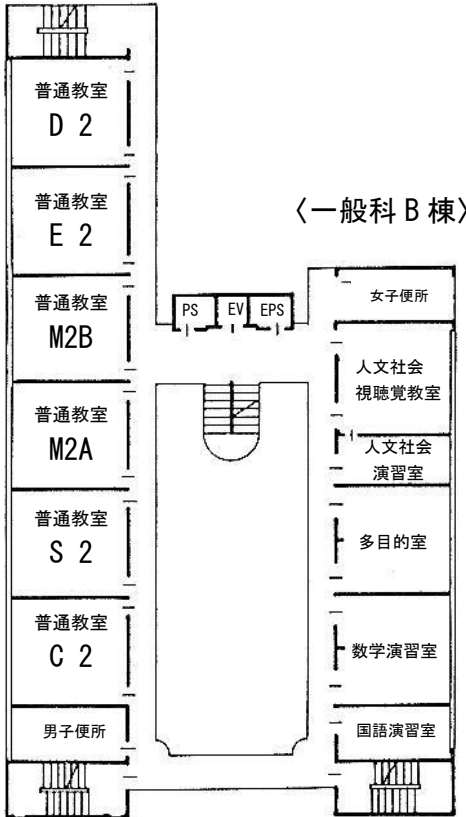 普通教室
D 2
普通教室
E 2
〈一般科 B 棟〉
普通教室
M2B
PS
EV
EPS
女子便所
人文社会
視聴覚教室
普通教室
M2A
人文社会
演習室
普通教室
S 2
多目的室
普通教室
C 2
数学演習室
男子便所
国語演習室